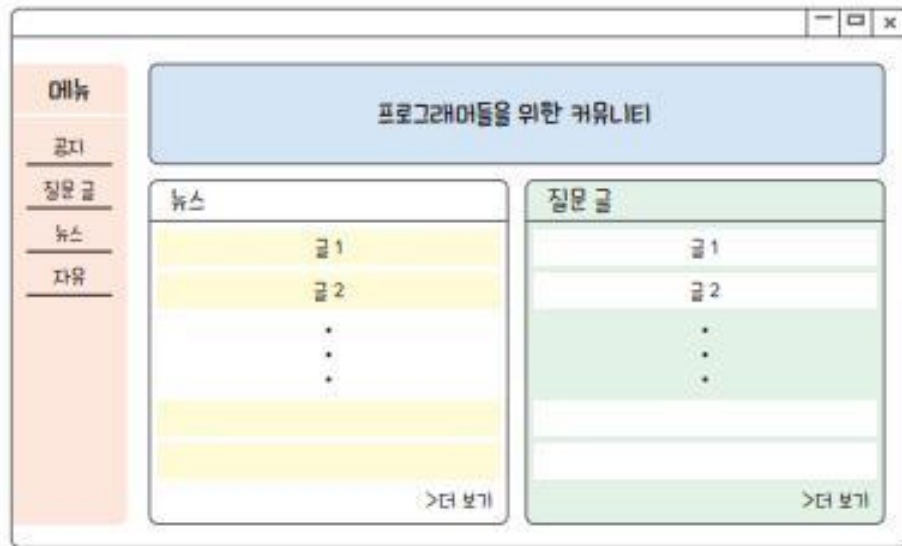 메뉴
공지
질문 글
뉴스
자유
프로그래머들을 위한 커뮤니티
뉴스
글 1
글 2
>더 보기
질문 글
글 1
글 2
>더 보기